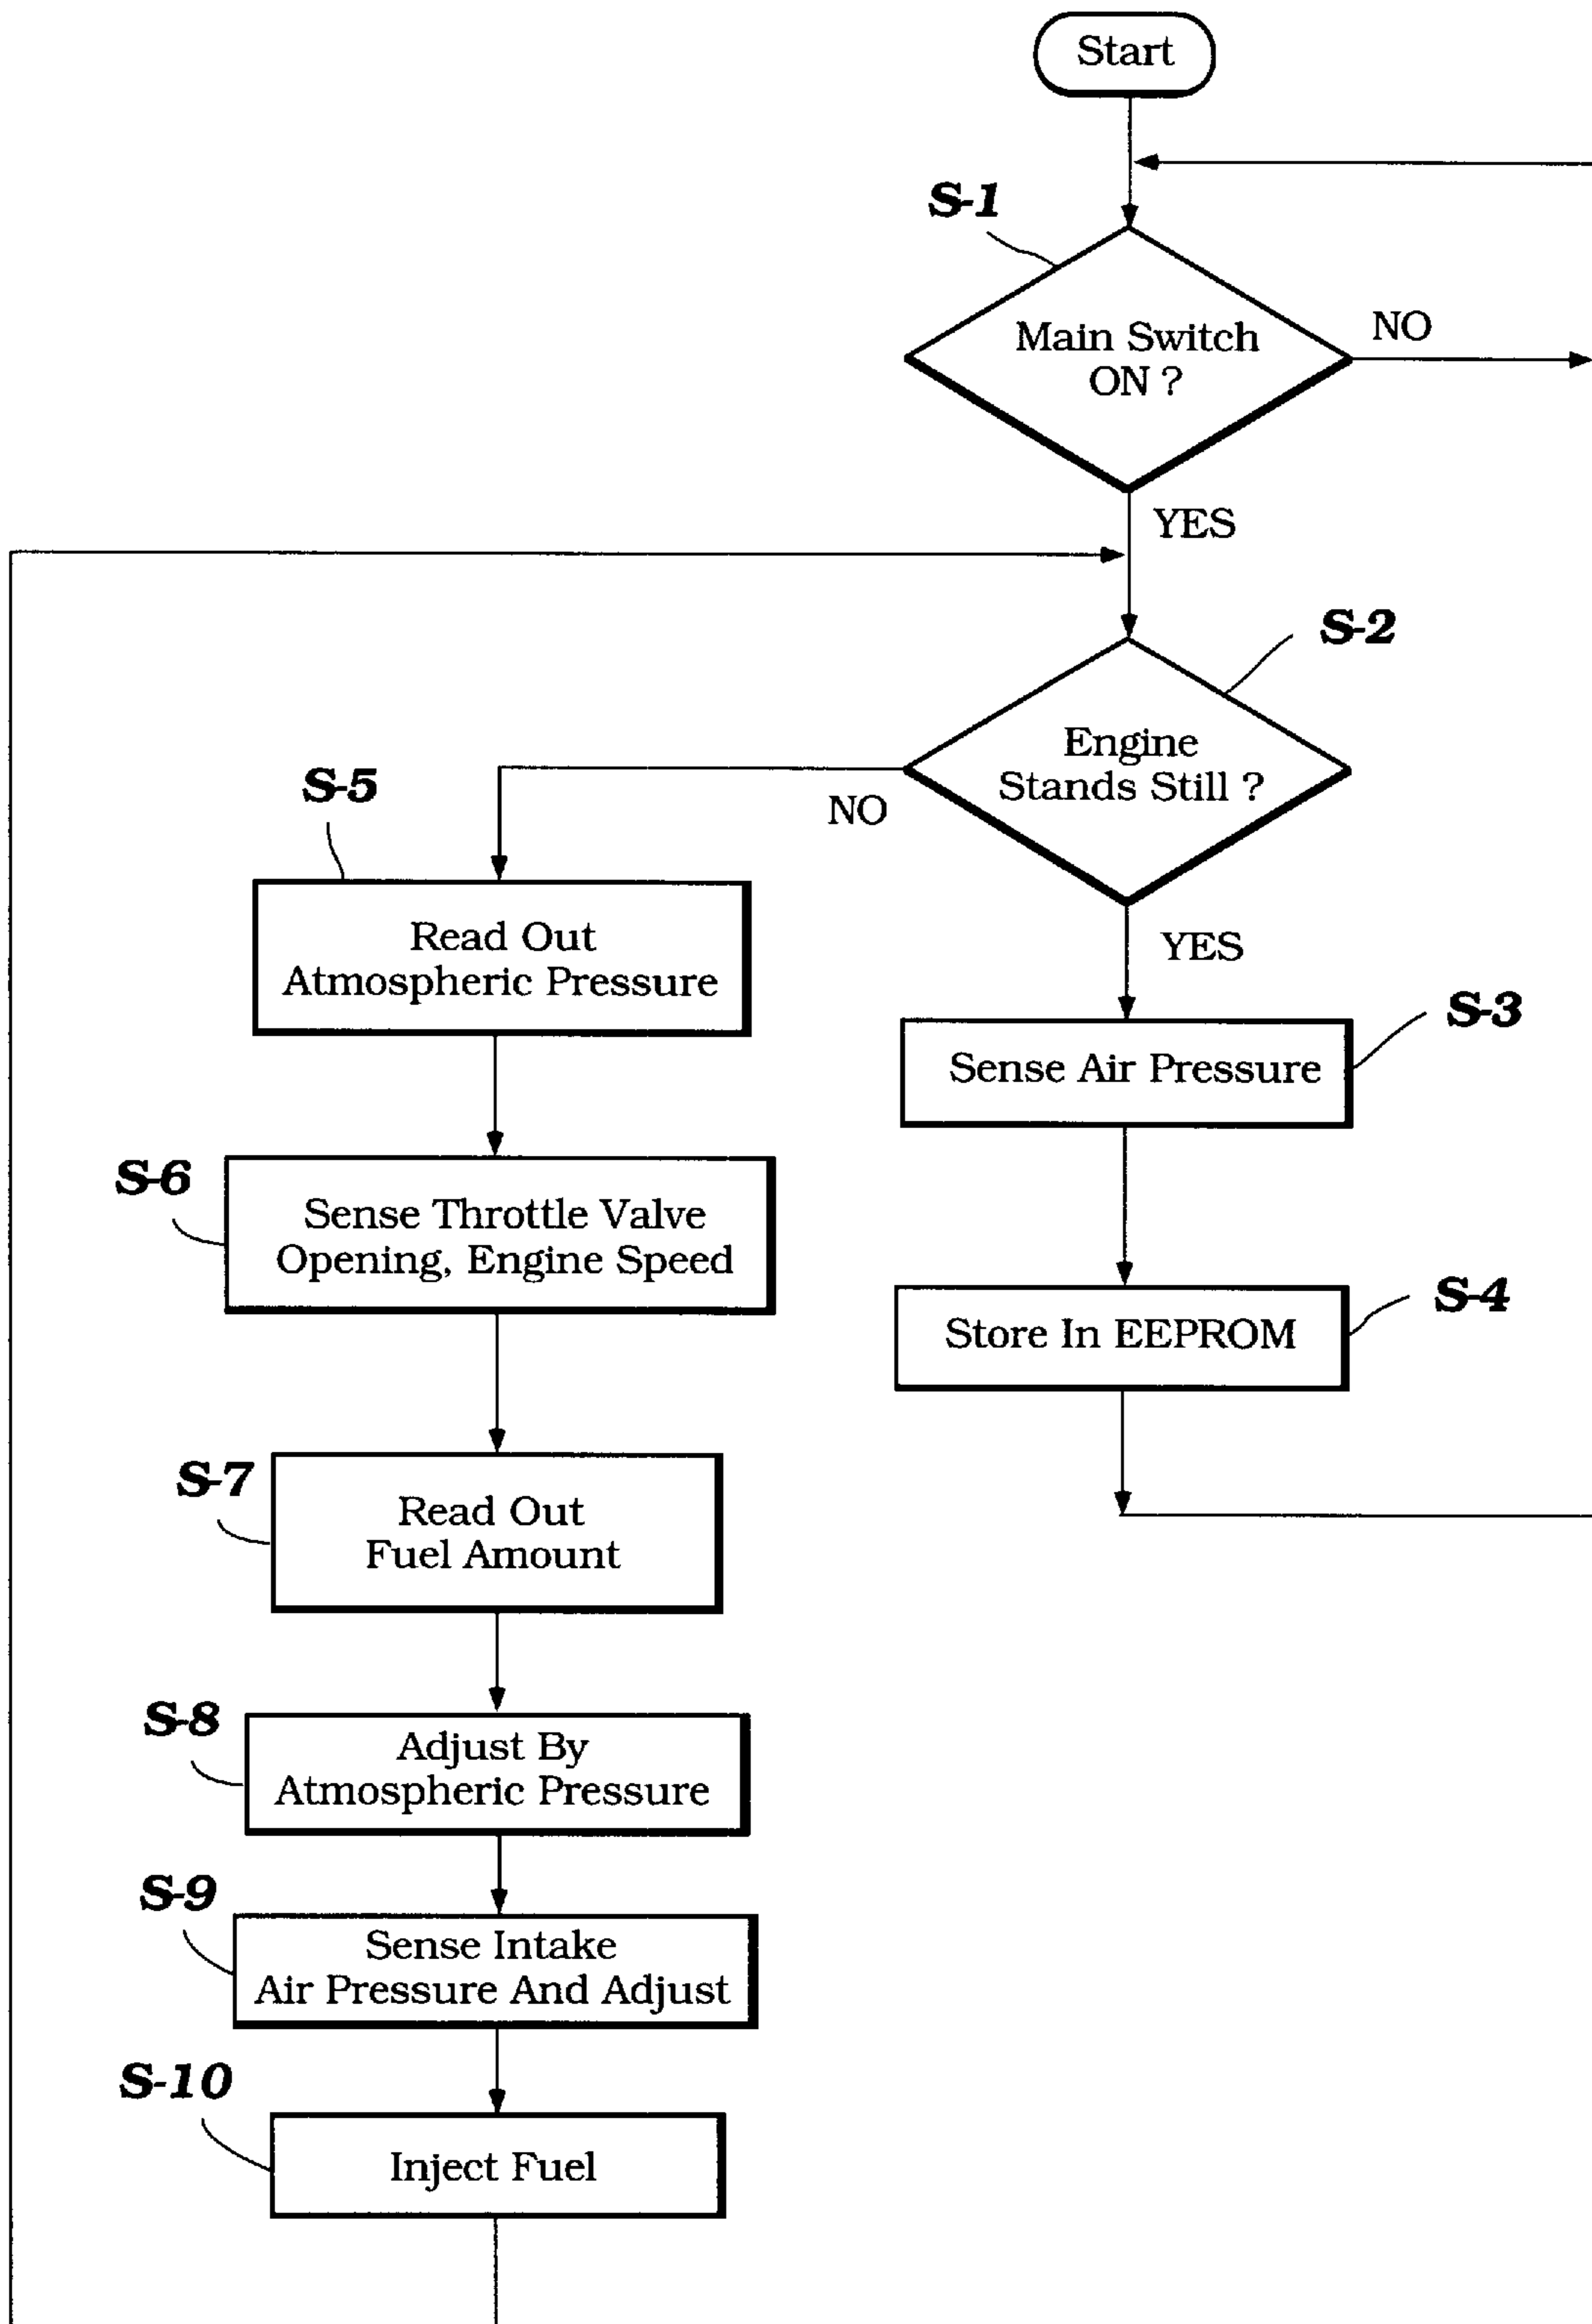 Start
S-1
Main Switch
ON ?
NO
YES
S-2
Engine
Stands Still ?
NO
YES
S-3
Sense Air Pressure
S-4
Store In EEPROM
S-5
Read Out
Atmospheric Pressure
S-6
Sense Throttle Valve
Opening, Engine Speed
S-7
Read Out
Fuel Amount
S-8
Adjust By
Atmospheric Pressure
S-9
Sense Intake
Air Pressure And Adjust
S-10
Inject Fuel